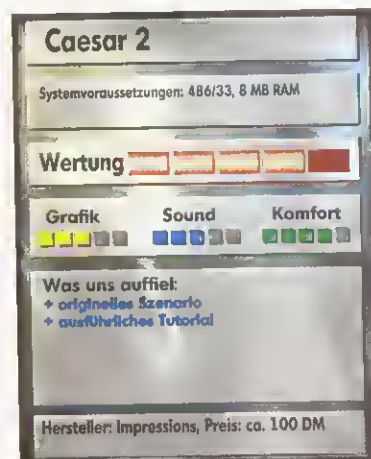 Caesar 2
Systemvoraussetzungen: 486/33, 8 MB RAM
Wertung
Grafik Sound Komfort
Was uns auffiel:
+ originelles Szenario
+ ausführliches Tutorial
Hersteller: Impressions, Preis: ca. 100 DM